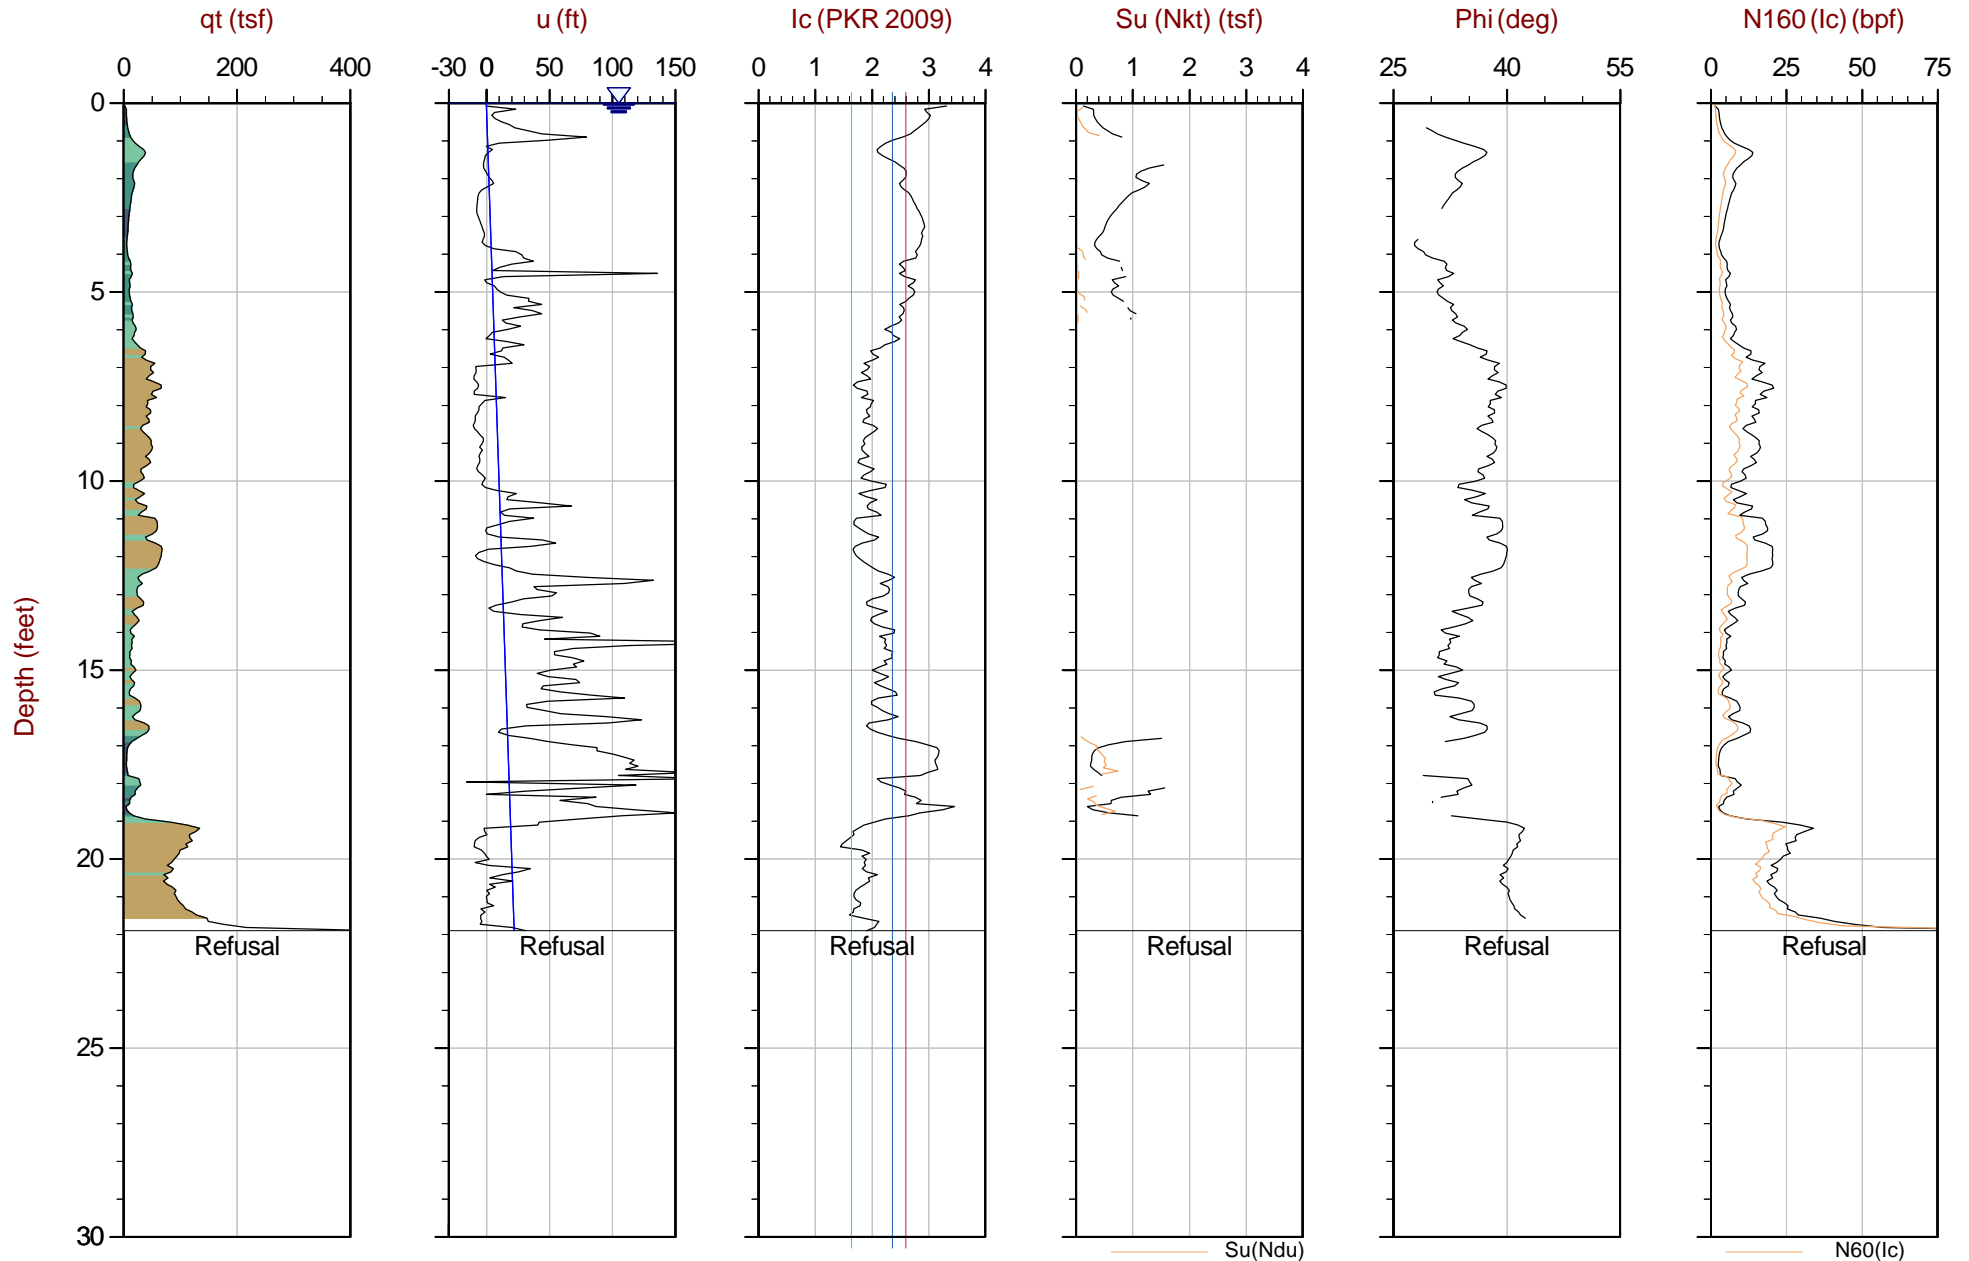 qt (tsf) u (ft) Ic (PKR 2009) Su (Nkt) (tsf) Phi (deg) N160 (Ic) (bpf)
0 200 400 -30 0 50 100 150 0 1 2 3 4 0 1 2 3 4 25 40 55 0 25 50 75
0
5
10
15
20
25
30
Depth (feet)
Refusal Refusal Refusal Refusal Refusal Refusal
Su(Ndu) N60(Ic)